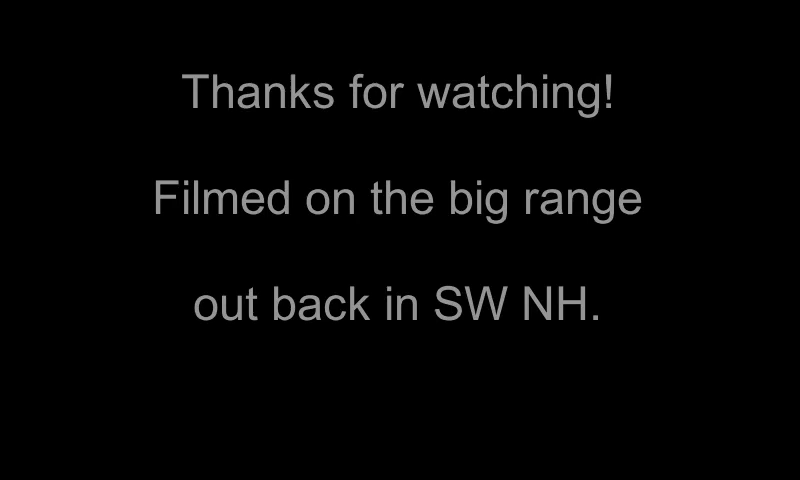 Thanks for watching!
Filmed on the big range
out back in SW NH.